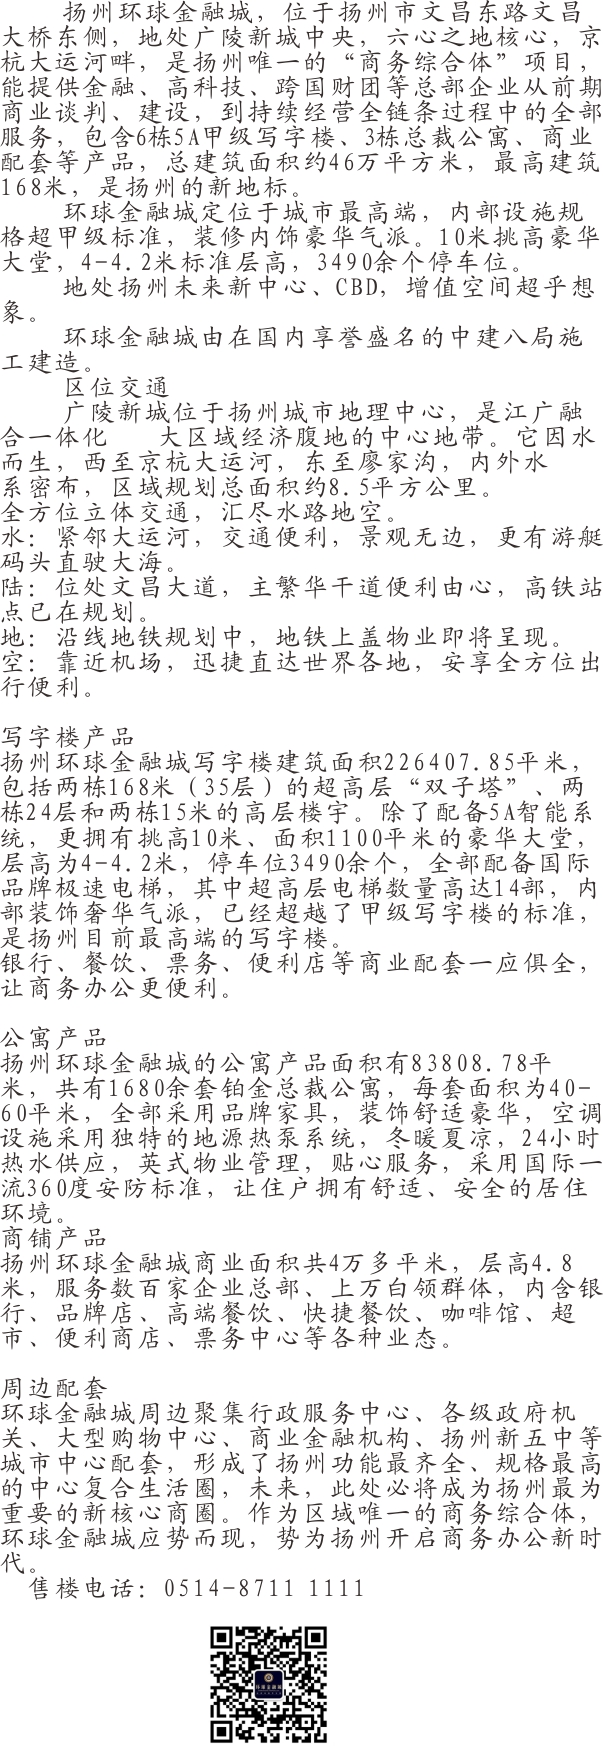 扬州环球金融城，位于扬州市文昌东路文昌
大桥东侧，地处广陵新城中央，六心之地核心，京
杭大运河畔，是扬州唯一的“商务综合体”项目，
能提供金融、高科技、跨国财团等总部企业从前期
商业谈判、建设，到持续经营全链条过程中的全部
服务，包含6栋5A甲级写字楼、3栋总裁公寓、商业
配套等产品，总建筑面积约46万平方米，最高建筑
168米，是扬州的新地标。
环球金融城定位于城市最高端，内部设施规
格超甲级标准，装修内饰豪华气派。10米挑高豪华
大堂，4-4.2米标准层高，3490余个停车位。
地处扬州未来新中心、CBD，增值空间超乎想
象。
环球金融城由在国内享誉盛名的中建八局施
工建造。
区位交通
广陵新城位于扬州城市地理中心，是江广融
合一体化 大区域经济腹地的中心地带。它因水
而生，西至京杭大运河，东至廖家沟，内外水
系密布，区域规划总面积约8.5平方公里。
全方位立体交通，汇尽水路地空。
水：紧邻大运河，交通便利，景观无边，更有游艇
码头直驶大海。
陆：位处文昌大道，主繁华干道便利由心，高铁站
点已在规划。
地：沿线地铁规划中，地铁上盖物业即将呈现。
空：靠近机场，迅捷直达世界各地，安享全方位出
行便利。
写字楼产品
扬州环球金融城写字楼建筑面积226407.85平米，
包括两栋168米（35层）的超高层“双子塔”、两
栋24层和两栋15米的高层楼宇。除了配备5A智能系
统，更拥有挑高10米、面积1100平米的豪华大堂，
层高为4-4.2米，停车位3490余个，全部配备国际
品牌极速电梯，其中超高层电梯数量高达14部，内
部装饰奢华气派，已经超越了甲级写字楼的标准，
是扬州目前最高端的写字楼。
银行、餐饮、票务、便利店等商业配套一应俱全，
让商务办公更便利。
公寓产品
扬州环球金融城的公寓产品面积有83808.78平
米，共有1680余套铂金总裁公寓，每套面积为40-
60平米，全部采用品牌家具，装饰舒适豪华，空调
设施采用独特的地源热泵系统，冬暖夏凉，24小时
热水供应，英式物业管理，贴心服务，采用国际一
流360度安防标准，让住户拥有舒适、安全的居住
环境。
商铺产品
扬州环球金融城商业面积共4万多平米，层高4.8
米，服务数百家企业总部、上万白领群体，内含银
行、品牌店、高端餐饮、快捷餐饮、咖啡馆、超
市、便利商店、票务中心等各种业态。
周边配套
环球金融城周边聚集行政服务中心、各级政府机
关、大型购物中心、商业金融机构、扬州新五中等
城市中心配套，形成了扬州功能最齐全、规格最高
的中心复合生活圈，未来，此处必将成为扬州最为
重要的新核心商圈。作为区域唯一的商务综合体，
环球金融城应势而现，势为扬州开启商务办公新时
代。
售楼电话：0514-8711 1111
环球金融城